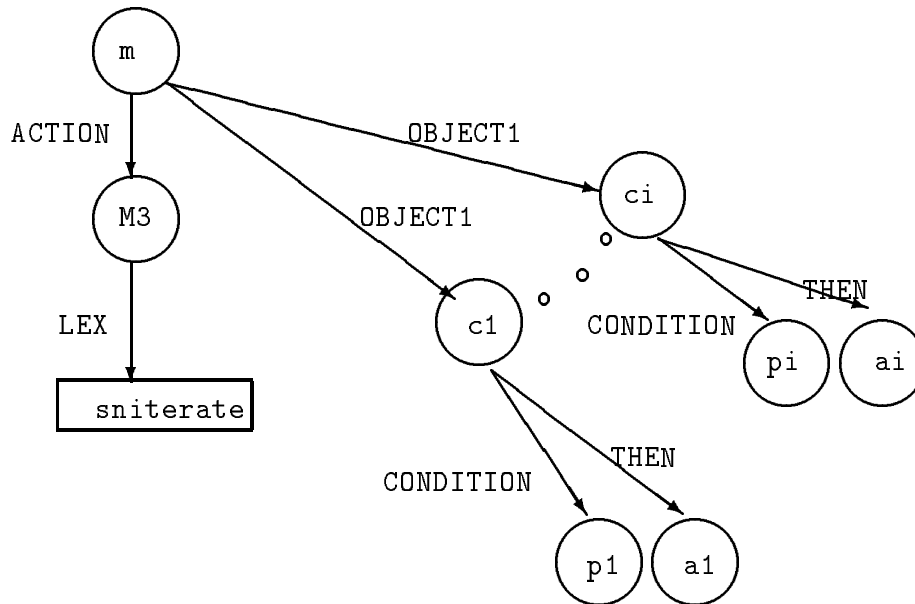 m
ACTION
OBJECT1
ci
M3
OBJECT1
THEN
c1
LEX
CONDITION
pi
ai
sniterate
THEN
CONDITION
p1
a1